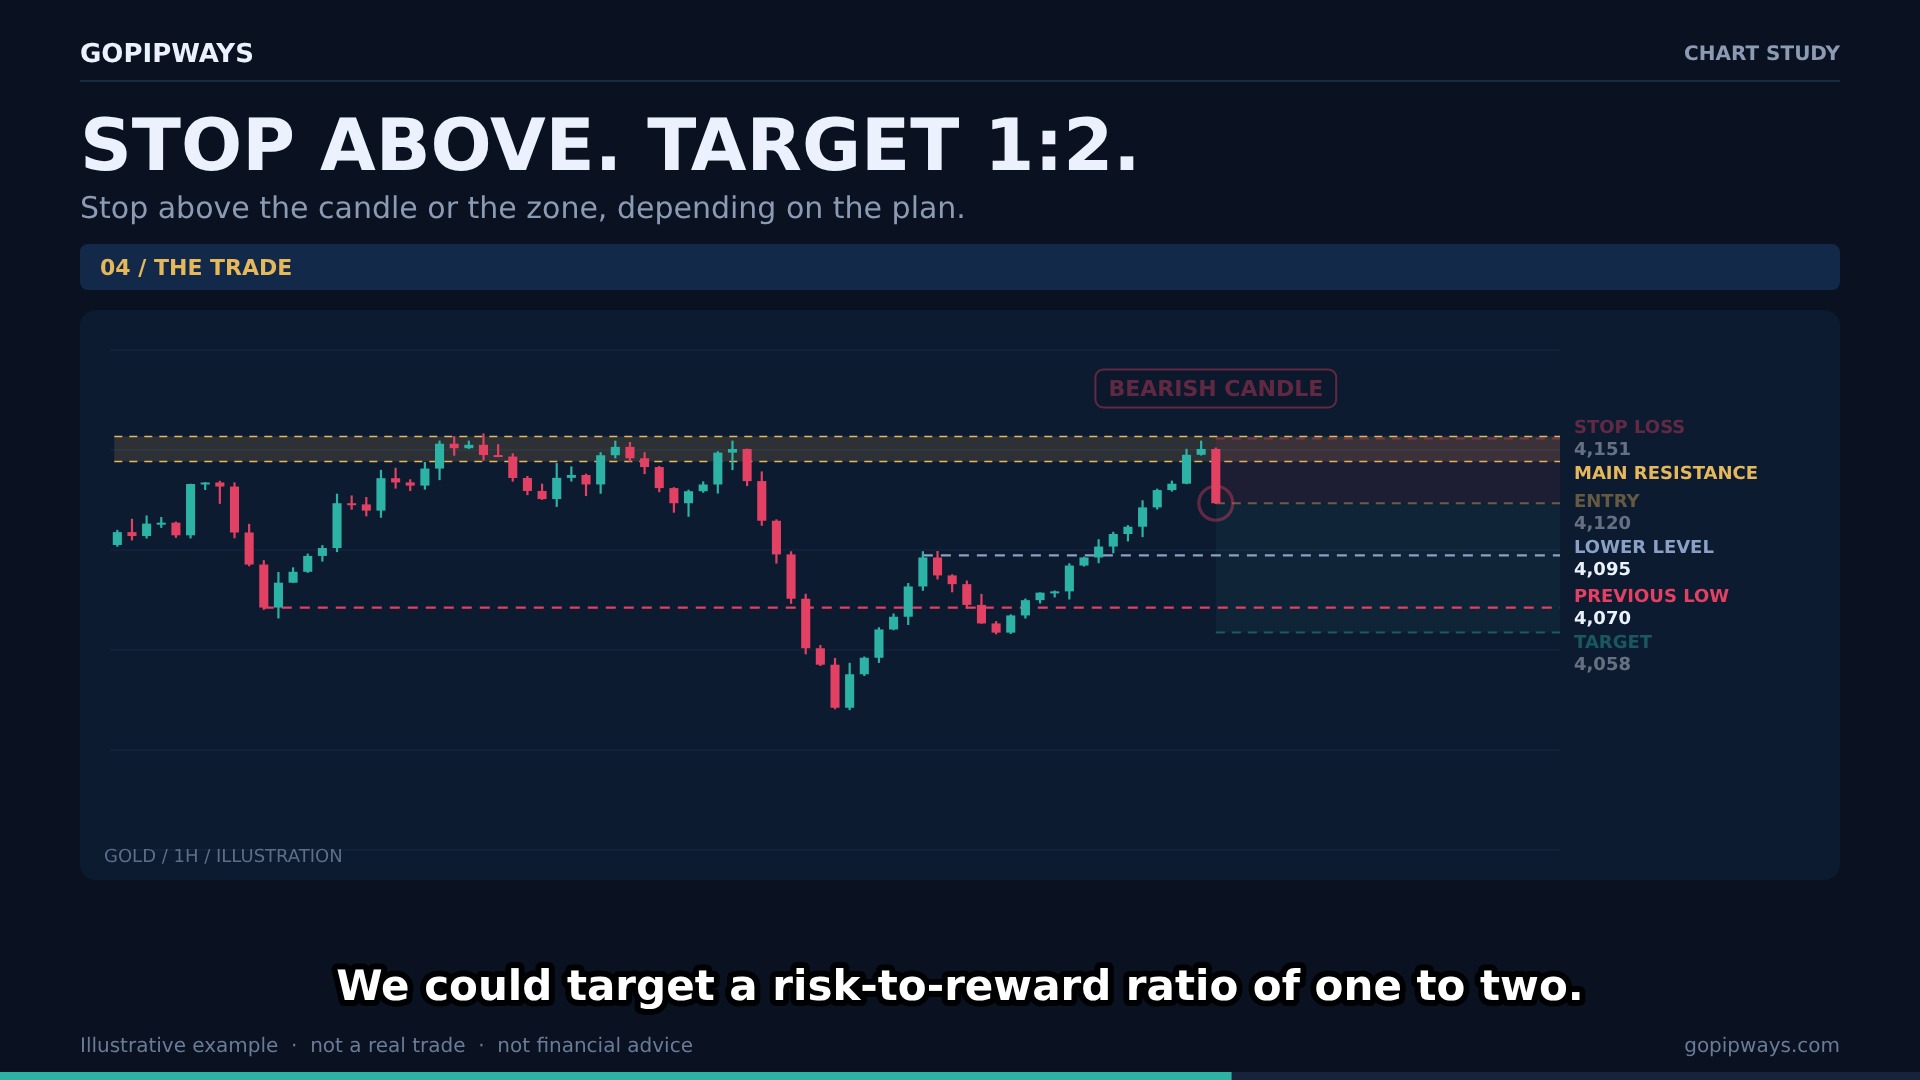 GOPIPWAYS
CHART STUDY
STOP ABOVE. TARGET 1:2.
Stop above the candle or the zone, depending on the plan.
04 / THE TRADE
BEARISH CANDLE
STOP LOSS
4,151
MAIN RESISTANCE
ENTRY
4,120
LOWER LEVEL
4,095
PREVIOUS LOW
4,070
TARGET
4,058
GOLD / 1H / ILLUSTRATION
We could target a risk-to-reward ratio of one to two.
Illustrative example · not a real trade · not financial advice
gopipways.com